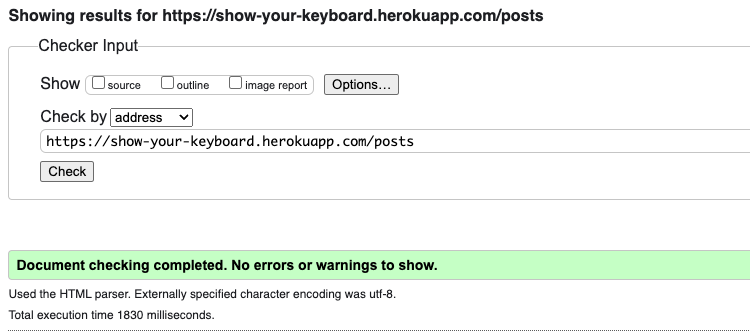 Showing results for https://show-your-keyboard.herokuapp.com/posts
Checker Input
Show source outline image report Options...
Check by address
https://show-your-keyboard.herokuapp.com/posts
Check
Document checking completed. No errors or warnings to show.
Used the HTML parser. Externally specified character encoding was utf-8.
Total execution time 1830 milliseconds.